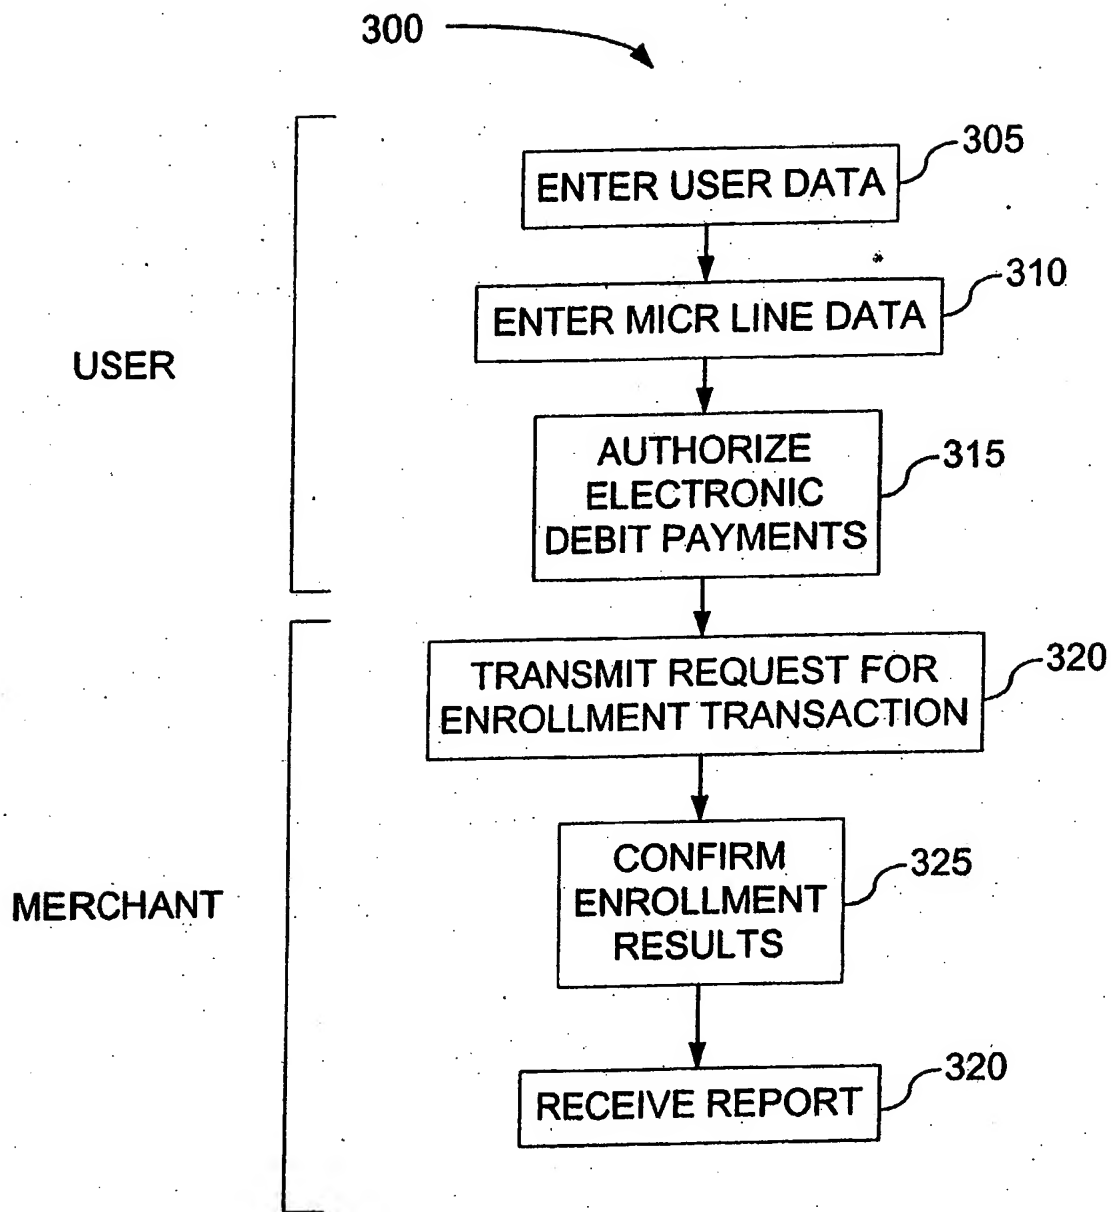 300
305
ENTER USER DATA
310
ENTER MICR LINE DATA
USER
AUTHORIZE
ELECTRONIC
DEBIT PAYMENTS
315
TRANSMIT REQUEST FOR
ENROLLMENT TRANSACTION
320
CONFIRM
ENROLLMENT
RESULTS
325
MERCHANT
RECEIVE REPORT
320